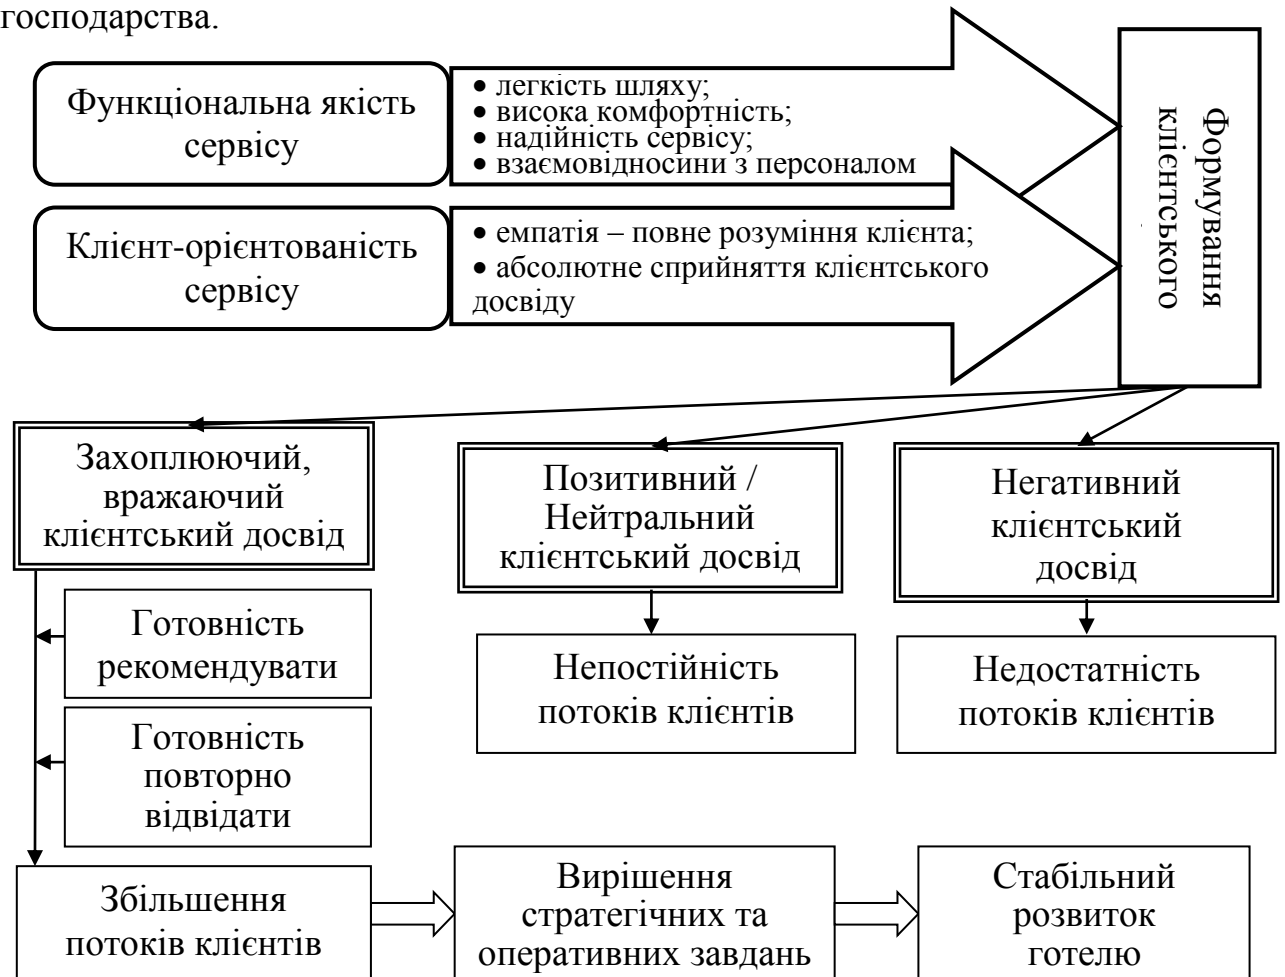 господарства.
Функціональна якість
сервісу
• легкість шляху;
• висока комфортність;
• надійність сервісу;
• взаємовідносини з персоналом
Клієнт-орієнтованість
сервісу
• емпатія – повне розуміння клієнта;
• абсолютне сприйняття клієнтського
досвіду
Формування
клієнтського
Захоплюючий,
вражаючий
клієнтський досвід
Позитивний /
Нейтральний
клієнтський досвід
Негативний
клієнтський
досвід
Готовність
рекомендувати
Непостійність
потоків клієнтів
Недостатність
потоків клієнтів
Готовність
повторно
відвідати
Збільшення
потоків клієнтів
Вирішення
стратегічних та
оперативних завдань
Стабільний
розвиток
готелю